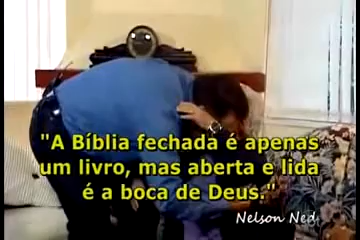 "A Bíblia fechada é apenas
um livro, mas aberta e lida
é a boca de Deus."
Nelson Ned